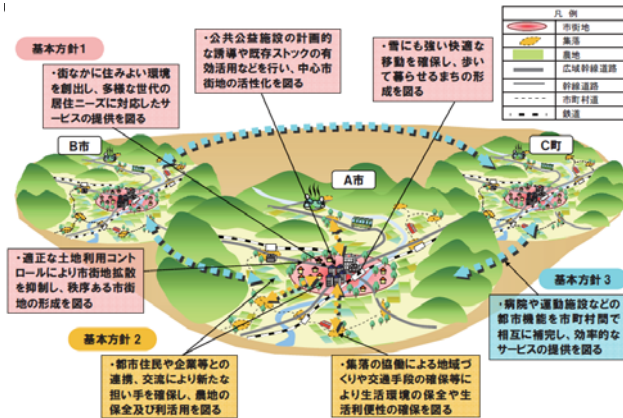 凡例
市街地
集落
農地
広域幹線道路
幹線道路
市町村道
鉄道
基本方針1
・街なかに住みよい環境
を創出し、多様な世代の
居住ニーズに対応したサ
ービスの提供を図る
・公共公益施設の計画的
な誘導や既存ストックの有
効活用などを行い、中心市
街地の活性化を図る
・雪にも強い快適な
移動を確保し、歩い
て暮らせるまちの形
成を図る
B市
A市
C町
・適正な土地利用コント
ロールにより市街地拡散
を抑制し、秩序ある市街
地の形成を図る
基本方針2
・都市住民や企業等との
連携、交流により新たな
担い手を確保し、農地の
保全及び利活用を図る
・集落の協働による地域づ
くりや交通手段の確保等に
より生活環境の保全や生
活利便性の確保を図る
基本方針3
・病院や運動施設などの
都市機能を市町村間で
相互に補完し、効率的な
サービスの提供を図る